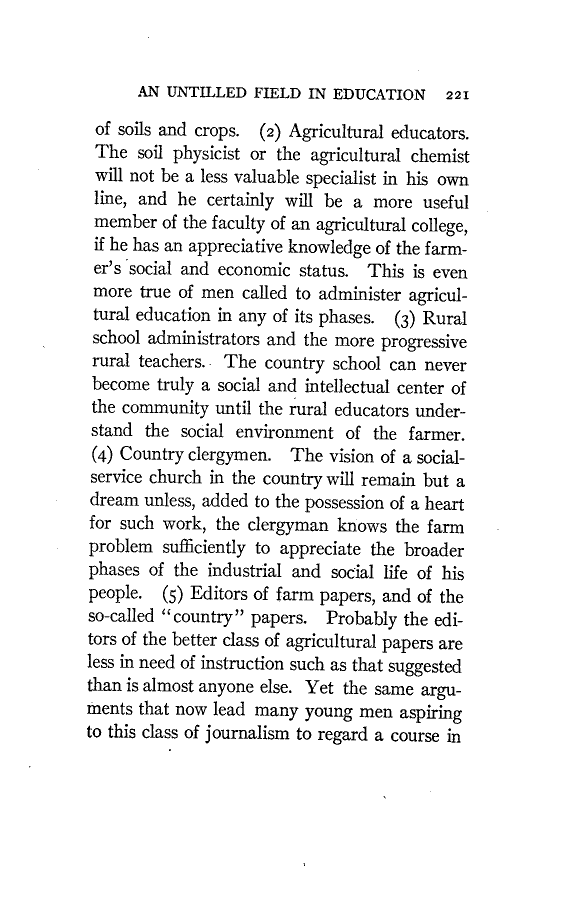 AN UNTILLED FIELD IN EDUCATION 221
of soils and crops. (2) Agricultural educators.
The soil physicist or the agricultural chemist
will not be a less valuable specialist in his own
line, and he certainly will be a more useful
member of the faculty of an agricultural college,
if he has an appreciative knowledge of the farm-
er's social and economic status. This is even
more true of men called to administer agricul-
tural education in any of its phases. (3) Rural
school administrators and the more progressive
rural teachers. The country school can never
become truly a social and intellectual center of
the community until the rural educators under-
stand the social environment of the farmer.
(4) Country clergymen. The vision of a social-
service church in the country will remain but a
dream unless, added to the possession of a heart
for such work, the clergyman knows the farm
problem sufficiently to appreciate the broader
phases of the industrial and social life of his
people. (5) Editors of farm papers, and of the
so-called "country" papers. Probably the edi-
tors of the better class of agricultural papers are
less in need of instruction such as that suggested
than is almost anyone else. Yet the same argu-
ments that now lead many young men aspiring
to this class of journalism to regard a course in